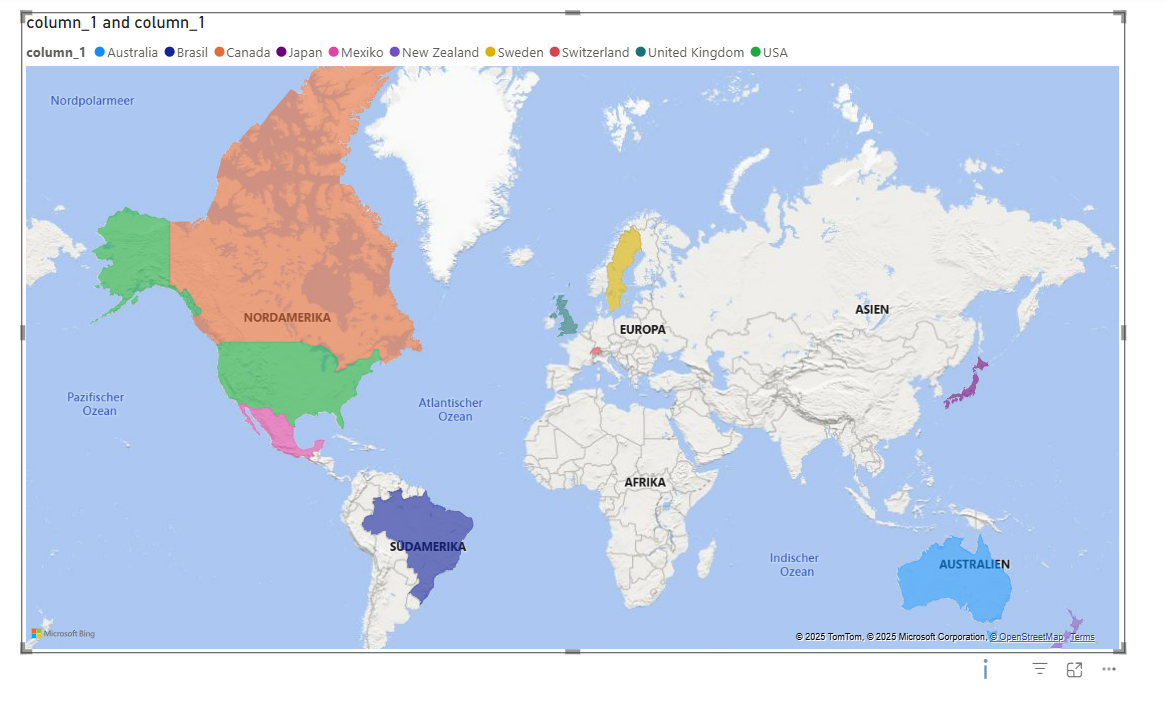 column_1 and column_1
column_1 Australia Brasil Canada Japan Mexiko New Zealand Sweden Switzerland United Kingdom USA
Nordpolarmeer
NORDAMERIKA
EUROPA
ASIEN
Pazifischer
Ozean
Atlantischer
Ozean
AFRIKA
SÜDAMERIKA
Indischer
Ozean
AUSTRALIEN
Microsoft Bing
© 2025 TomTom, © 2025 Microsoft Corporation, © OpenStreetMap Terms